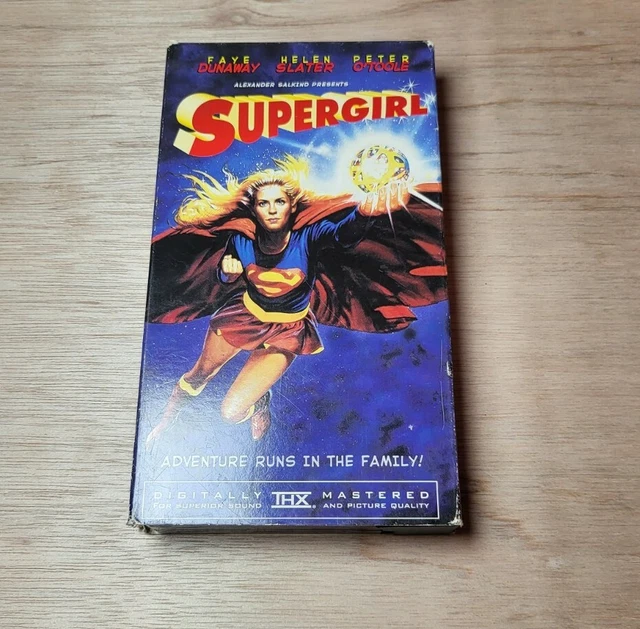 FAYE HELEN PETER
DUNAWAY SLATER O'TOOLE
ALEXANDER SALKIND PRESENTS
SUPERGIRL
S
ADVENTURE RUNS IN THE FAMILY!
DIGITALLY THX MASTERED
FOR SUPERIOR SOUND AND PICTURE QUALITY